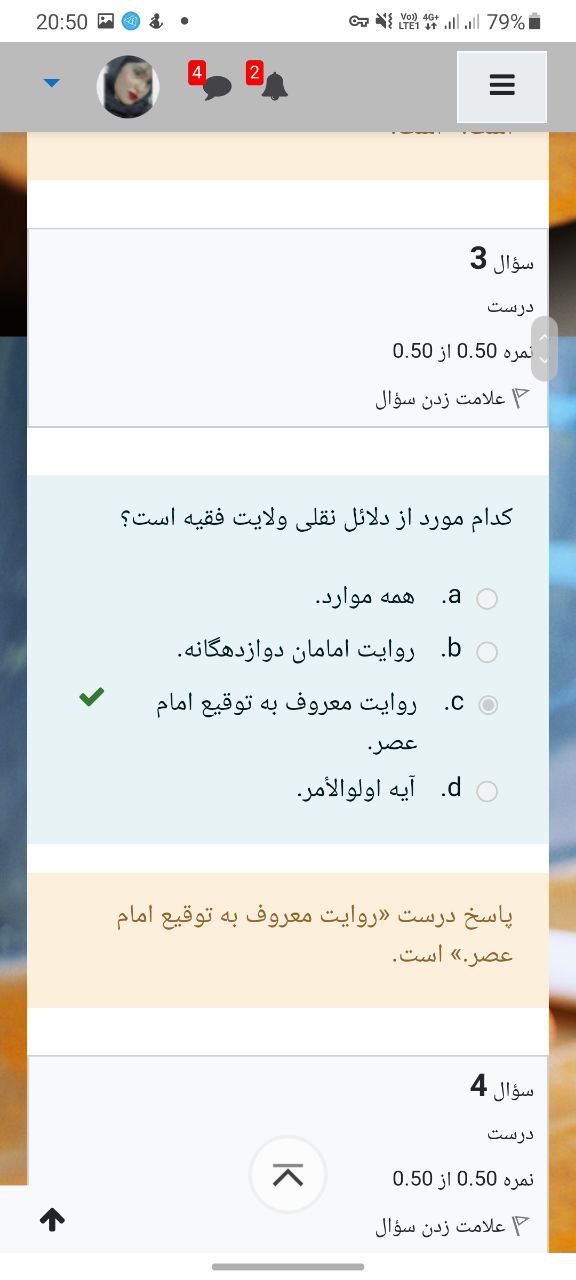 20:50
Vo))
LTE1
4G+
79%
4
2
سؤال 3
درست
نمره 0.50 از 0.50
علامت زدن سؤال
کدام مورد از دلائل نقلی ولایت فقیه است؟
a. همه موارد.
b. روایت امامان دوازدهگانه.
c. روایت معروف به توقیع امام
عصر.
d. آیه اولوالأمر.
پاسخ درست «روایت معروف به توقیع امام
عصر.» است.
سؤال 4
درست
نمره 0.50 از 0.50
علامت زدن سؤال